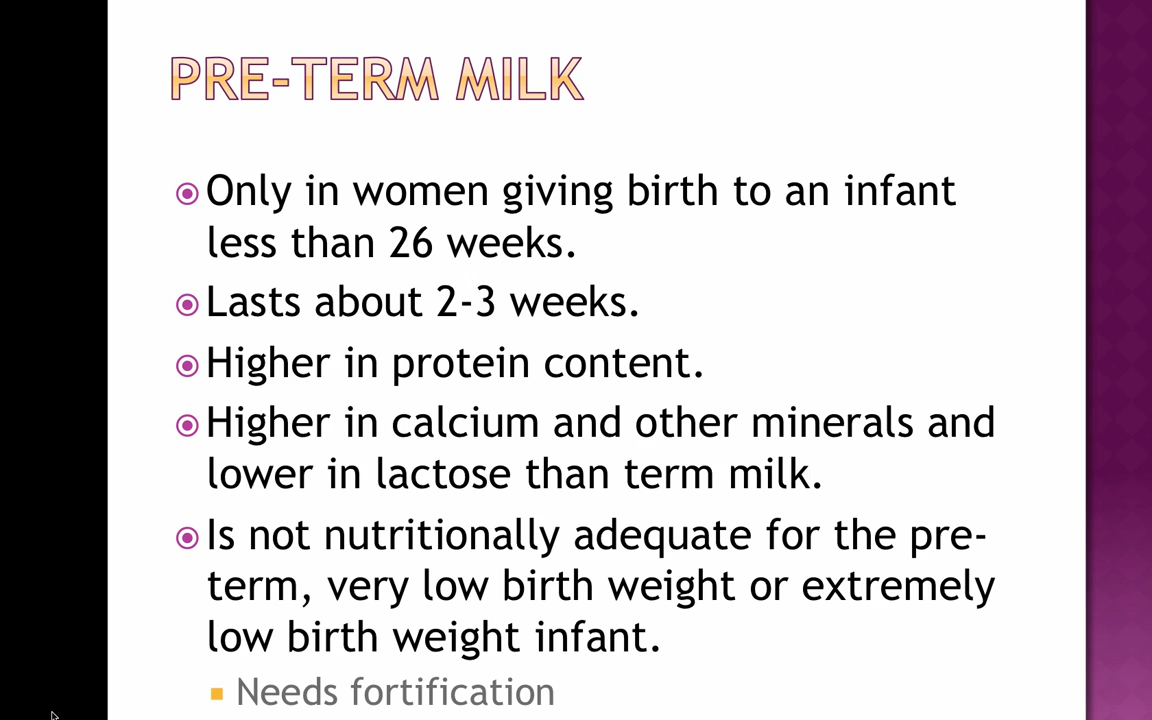 PRE-TERM MILK
Only in women giving birth to an infant
less than 26 weeks.
Lasts about 2-3 weeks.
Higher in protein content.
Higher in calcium and other minerals and
lower in lactose than term milk.
Is not nutritionally adequate for the pre-
term, very low birth weight or extremely
low birth weight infant.
Needs fortification